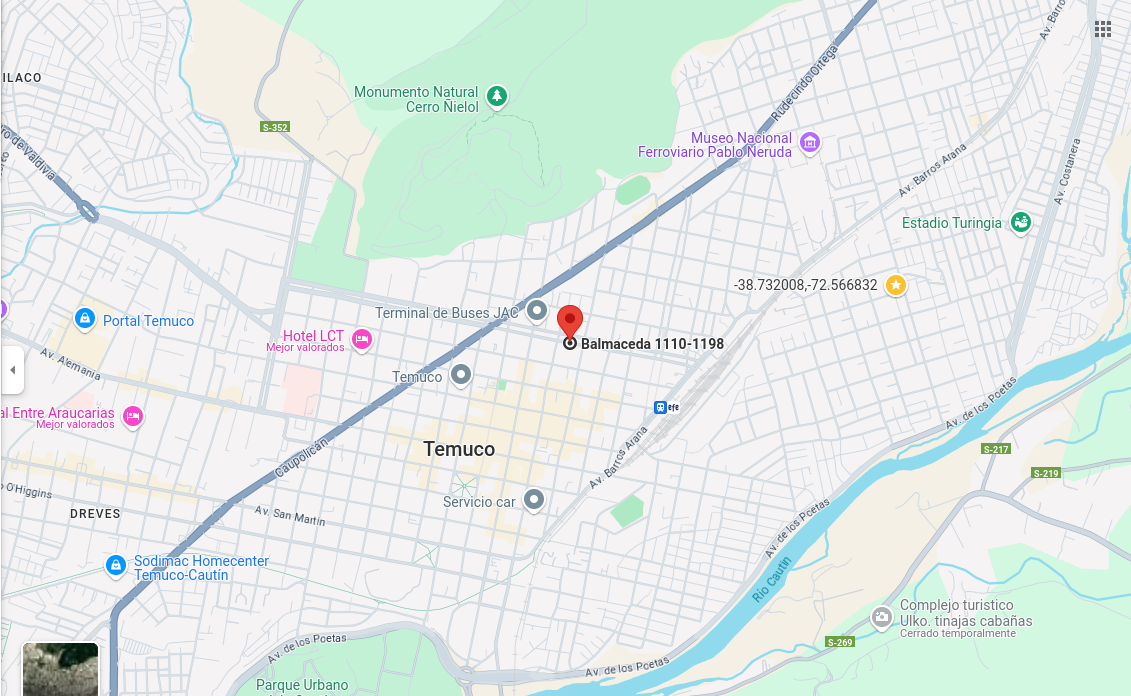 Av. Barros
ILACO
Rudecindo Ortega
Monumento Natural
Cerro Ñielol
S-352
Museo Nacional
Ferroviario Pablo Neruda
Av. Barros Arana
Av. Costanera
ro de Valdivia
Estadio Turingia
-38.732008,-72.566832
Terminal de Buses JAC
Portal Temuco
Hotel LCT
Mejor valorados
Balmaceda 1110-1198
Av. Alemania
Temuco
al Entre Araucarias
Mejor valorados
efe
Av. de los Poetas
Temuco
Av. Barros Arana
Caupolicán
S-217
S-219
O'Higgins
Servicio car
DREVES
Av. San Martín
Av. de los Poetas
Sodimac Homecenter
Temuco-Cautín
Río Cautín
Complejo turistico
Ulko. tinajas cabañas
Cerrado temporalmente
S-269
Av. de los Poetas
Av. de los Poetas
Parque Urbano